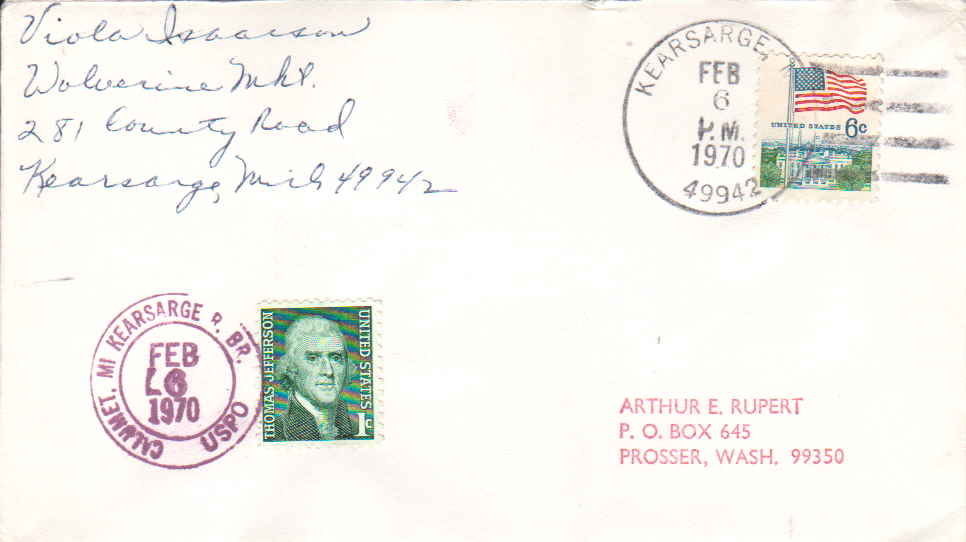 Viola Isaacson
Wolverine Mkt.
281 County Road
Kearsarge, Mich 49942
KEARSARGE,
FEB
6
P.M.
1970
49942
UNITED STATES 6c
CALUMET, MI KEARSARGE R. BR.
FEB
6
1970
USPO
THOMAS JEFFERSON
UNITED STATES
1c
ARTHUR E. RUPERT
P. O. BOX 645
PROSSER, WASH. 99350